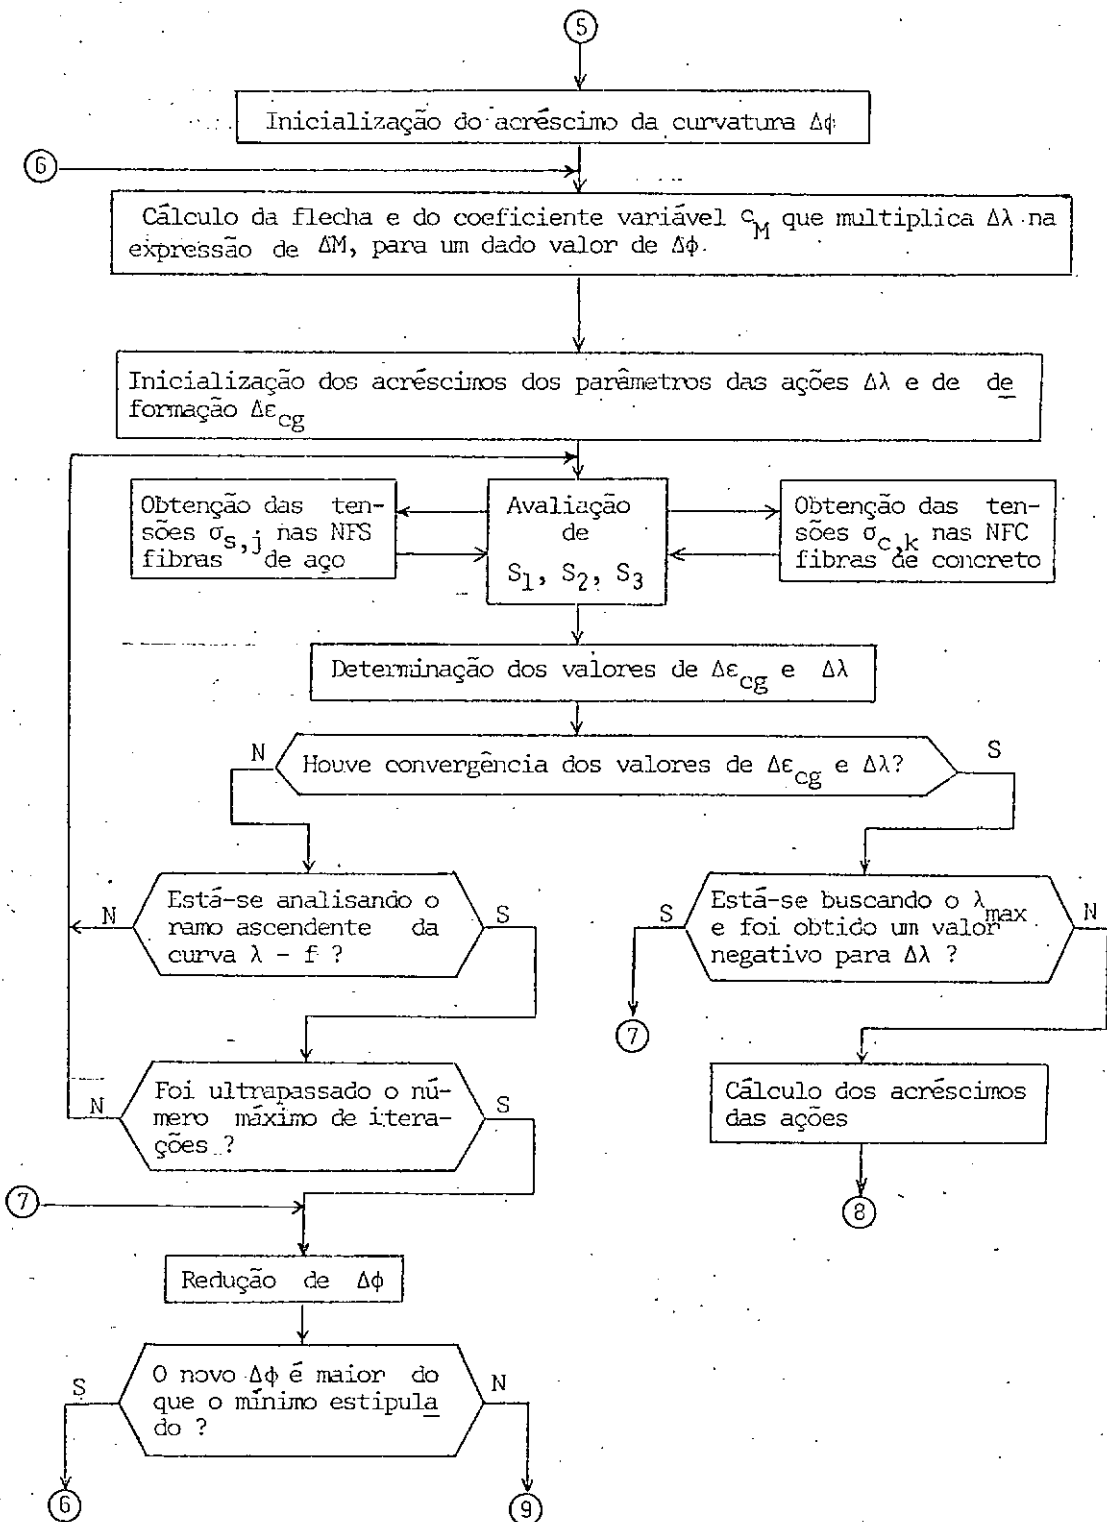 5
Inicialização do acréscimo da curvatura Δϕ
6
Cálculo da flecha e do coeficiente variável c_M que multiplica Δλ na
expressão de ΔM, para um dado valor de Δϕ.
Inicialização dos acréscimos dos parâmetros das ações Δλ e de de
formação Δε_cg
Obtenção das ten-
sões σ_s,j nas NFS
fibras de aço
Avaliação
de
S_1, S_2, S_3
Obtenção das ten-
sões σ_c,k nas NFC
fibras de concreto
Determinação dos valores de Δε_cg e Δλ
N
Houve convergência dos valores de Δε_cg e Δλ?
S
N
Está-se analisando o
ramo ascendente da
curva λ - f ?
S
S
Está-se buscando o λ_max
e foi obtido um valor
negativo para Δλ ?
N
7
N
Foi ultrapassado o nú-
mero máximo de itera-
ções ?
S
Cálculo dos acréscimos
das ações
7
8
Redução de Δϕ
S
O novo Δϕ é maior do
que o mínimo estipula
do ?
N
6
9